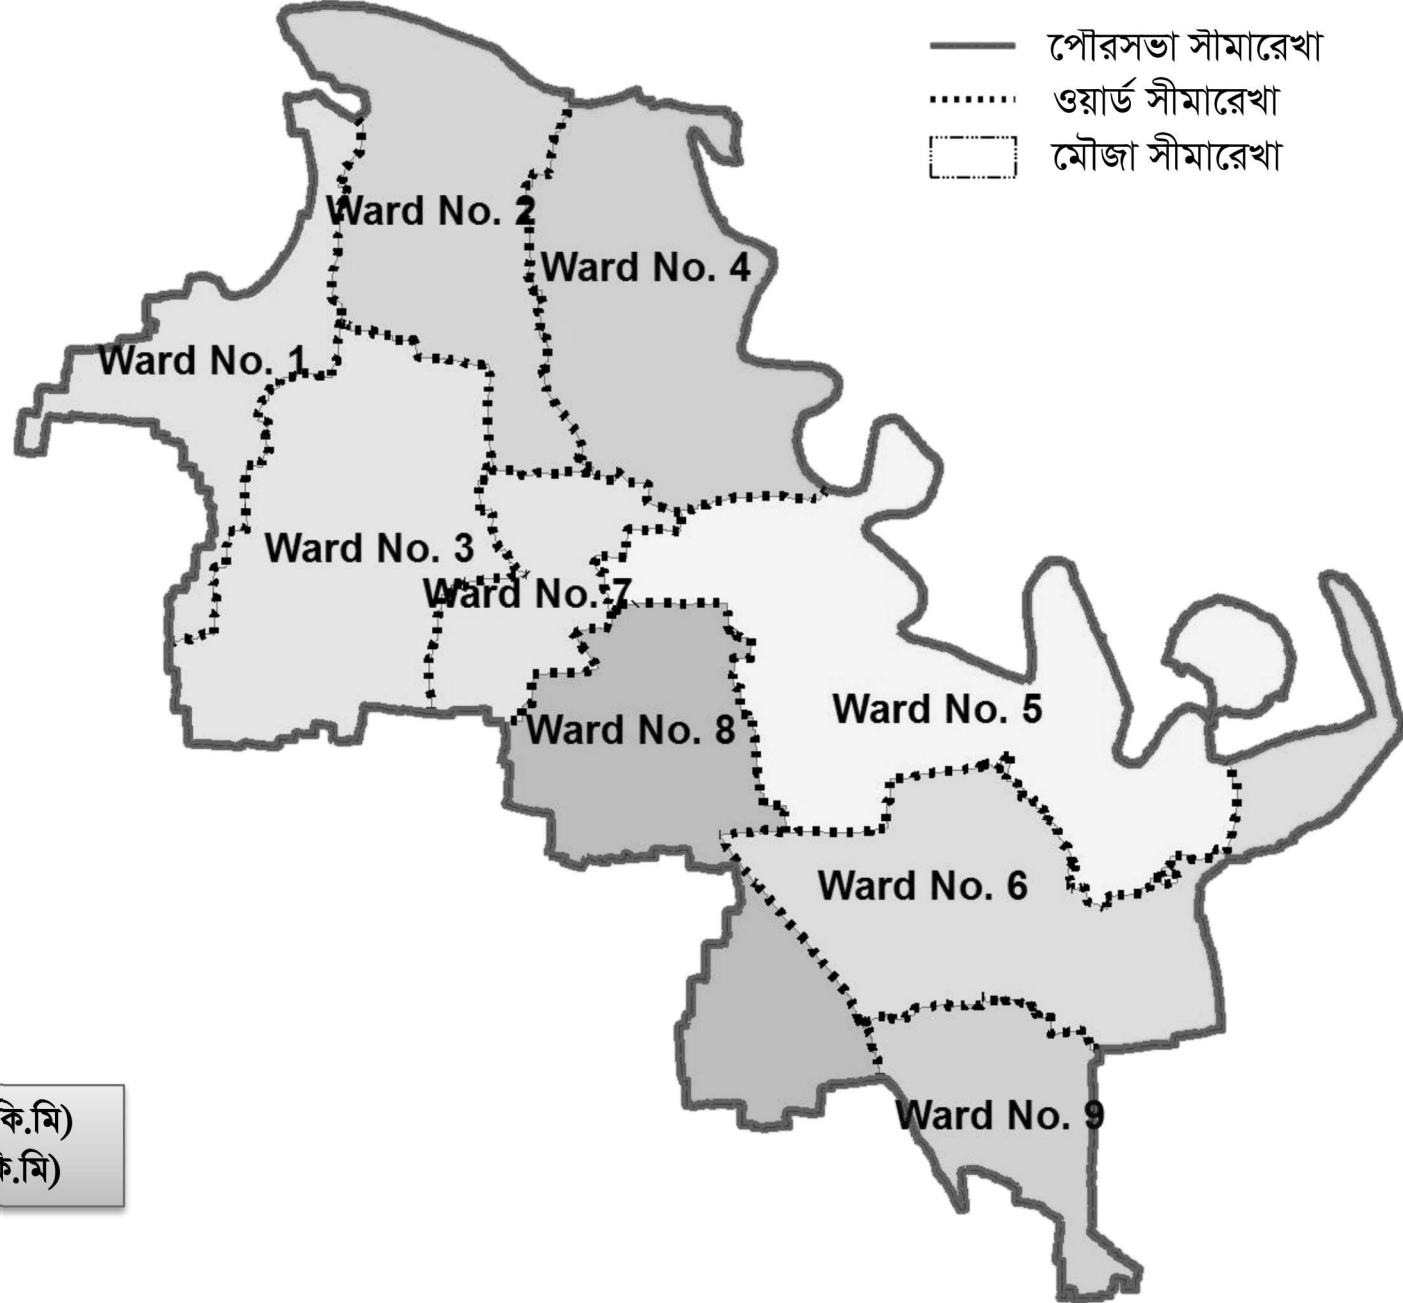 পৌরসভা সীমারেখা
ওয়ার্ড সীমারেখা
মৌজা সীমারেখা
Ward No. 2
Ward No. 4
Ward No. 1
Ward No. 3
Ward No. 7
Ward No. 5
Ward No. 8
Ward No. 6
Ward No. 9
কি.মি)
কি.মি)